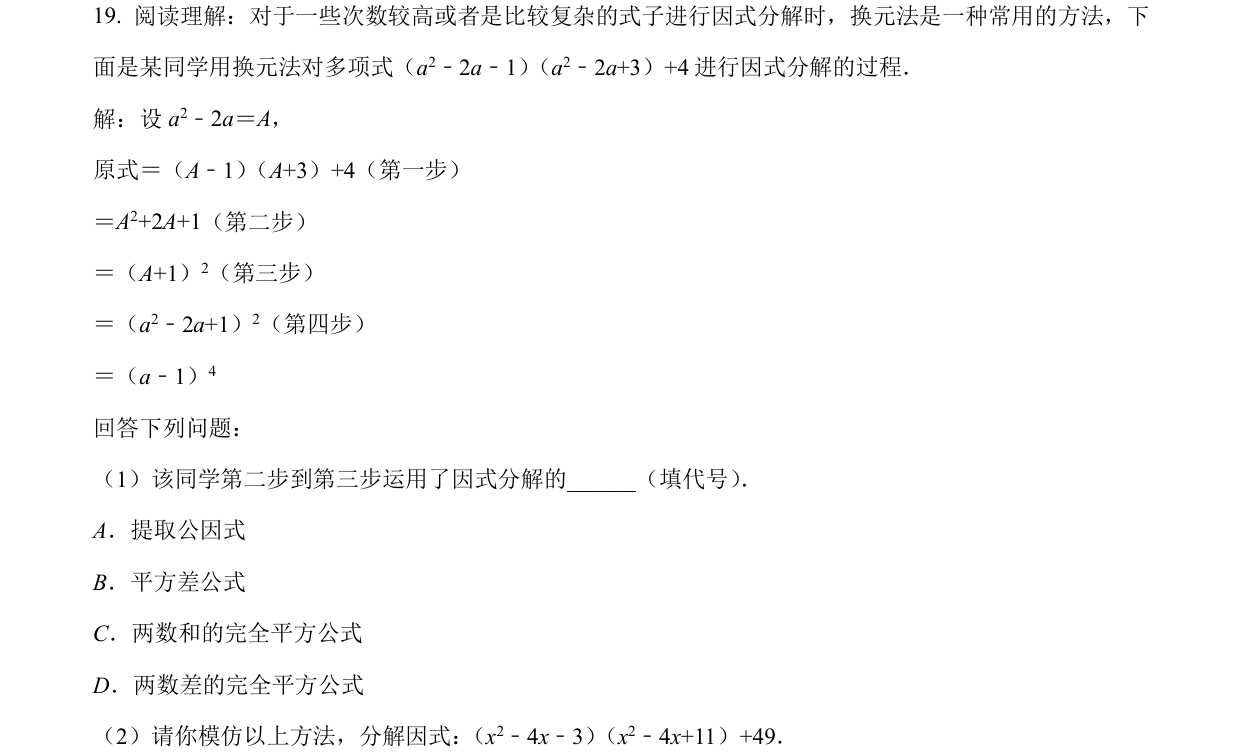 19. 阅读理解：对于一些次数较高或者是比较复杂的式子进行因式分解时，换元法是一种常用的方法，下
面是某同学用换元法对多项式（a²﹣2a﹣1）（a²﹣2a+3）+4进行因式分解的过程．
解：设a²﹣2a＝A，
原式＝（A﹣1）（A+3）+4（第一步）
＝A²+2A+1（第二步）
＝（A+1）²（第三步）
＝（a²﹣2a+1）²（第四步）
＝（a﹣1）⁴
回答下列问题：
（1）该同学第二步到第三步运用了因式分解的______（填代号）．
A．提取公因式
B．平方差公式
C．两数和的完全平方公式
D．两数差的完全平方公式
（2）请你模仿以上方法，分解因式：（x²﹣4x﹣3）（x²﹣4x+11）+49．